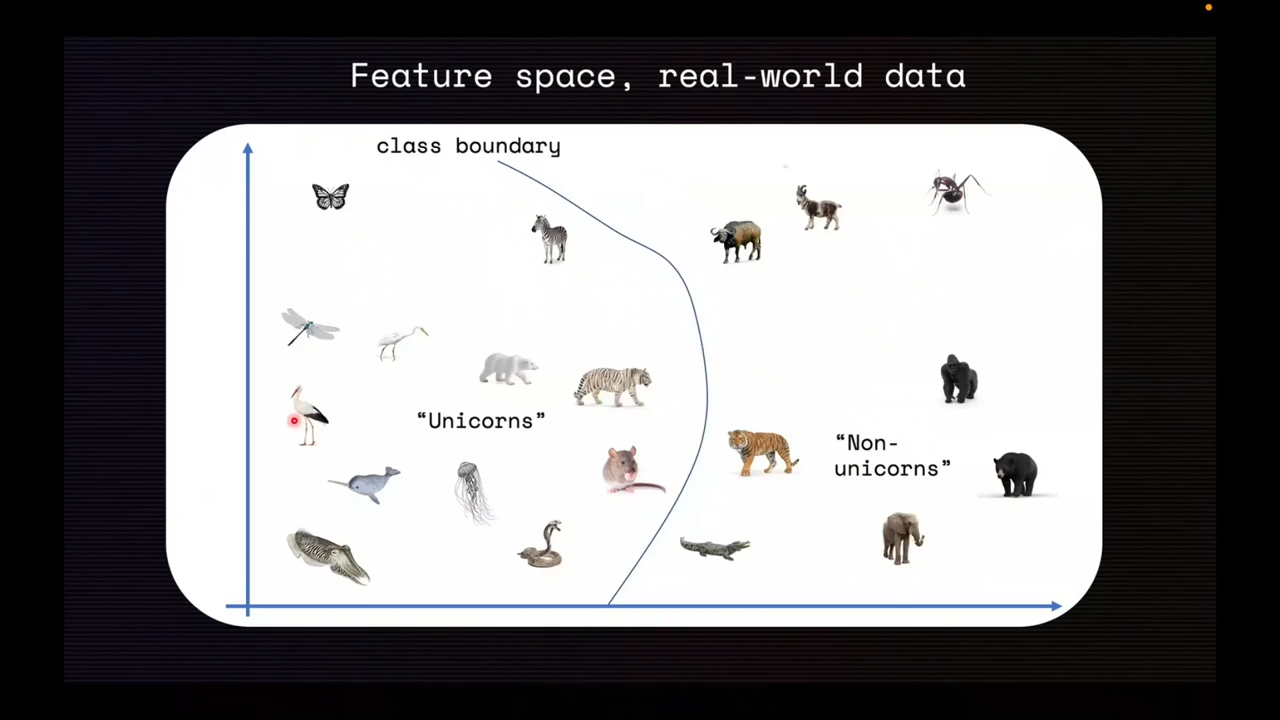 Feature space, real-world data
class boundary
“Unicorns”
“Non-
unicorns”